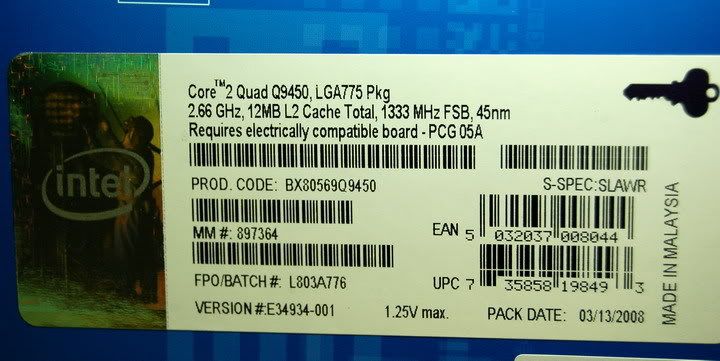 Core™2 Quad Q9450, LGA775 Pkg
2.66 GHz, 12MB L2 Cache Total, 1333 MHz FSB, 45nm
Requires electrically compatible board - PCG 05A
intel
PROD. CODE: BX80569Q9450
S-SPEC:SLAWR
MM #: 897364
EAN 5 032037 008044
FPO/BATCH #: L803A776
UPC 7 35858 19849 3
VERSION #:E34934-001
1.25V max.
PACK DATE: 03/13/2008
MADE IN MALAYSIA